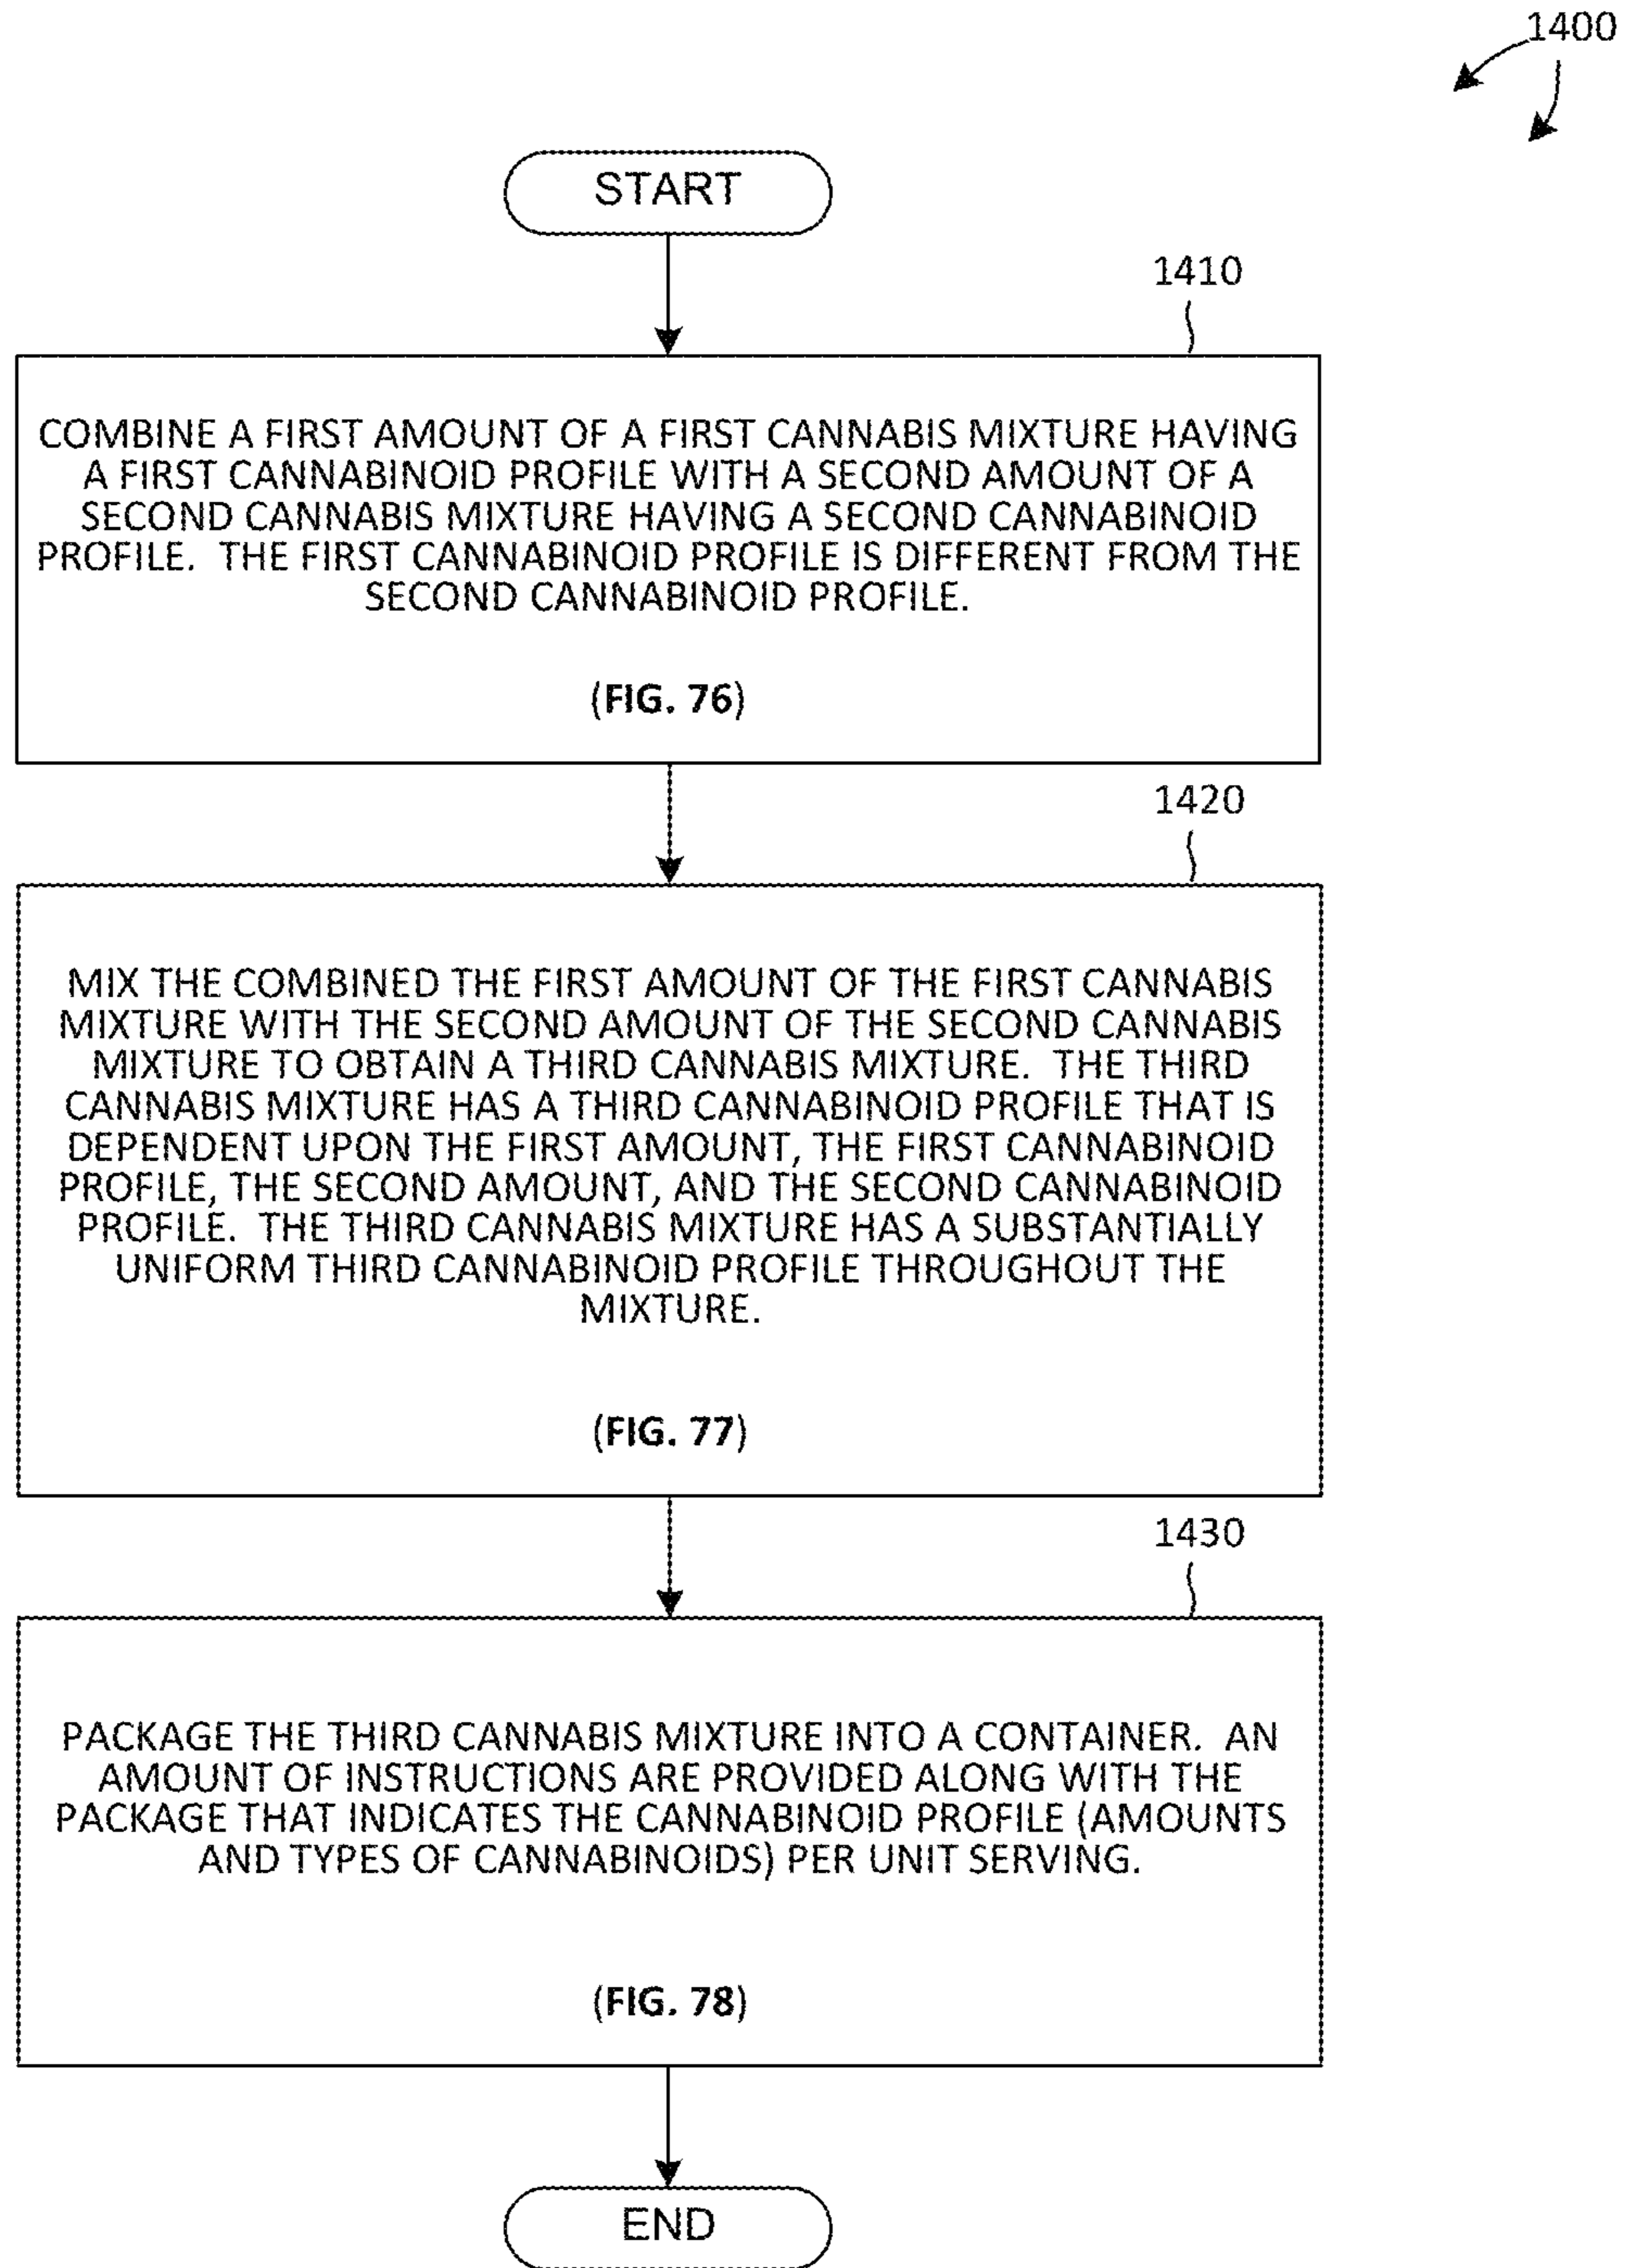 1400
START
1410
COMBINE A FIRST AMOUNT OF A FIRST CANNABIS MIXTURE HAVING
A FIRST CANNABINOID PROFILE WITH A SECOND AMOUNT OF A
SECOND CANNABIS MIXTURE HAVING A SECOND CANNABINOID
PROFILE. THE FIRST CANNABINOID PROFILE IS DIFFERENT FROM THE
SECOND CANNABINOID PROFILE.
(FIG. 76)
1420
MIX THE COMBINED THE FIRST AMOUNT OF THE FIRST CANNABIS
MIXTURE WITH THE SECOND AMOUNT OF THE SECOND CANNABIS
MIXTURE TO OBTAIN A THIRD CANNABIS MIXTURE. THE THIRD
CANNABIS MIXTURE HAS A THIRD CANNABINOID PROFILE THAT IS
DEPENDENT UPON THE FIRST AMOUNT, THE FIRST CANNABINOID
PROFILE, THE SECOND AMOUNT, AND THE SECOND CANNABINOID
PROFILE. THE THIRD CANNABIS MIXTURE HAS A SUBSTANTIALLY
UNIFORM THIRD CANNABINOID PROFILE THROUGHOUT THE
MIXTURE.
(FIG. 77)
1430
PACKAGE THE THIRD CANNABIS MIXTURE INTO A CONTAINER. AN
AMOUNT OF INSTRUCTIONS ARE PROVIDED ALONG WITH THE
PACKAGE THAT INDICATES THE CANNABINOID PROFILE (AMOUNTS
AND TYPES OF CANNABINOIDS) PER UNIT SERVING.
(FIG. 78)
END